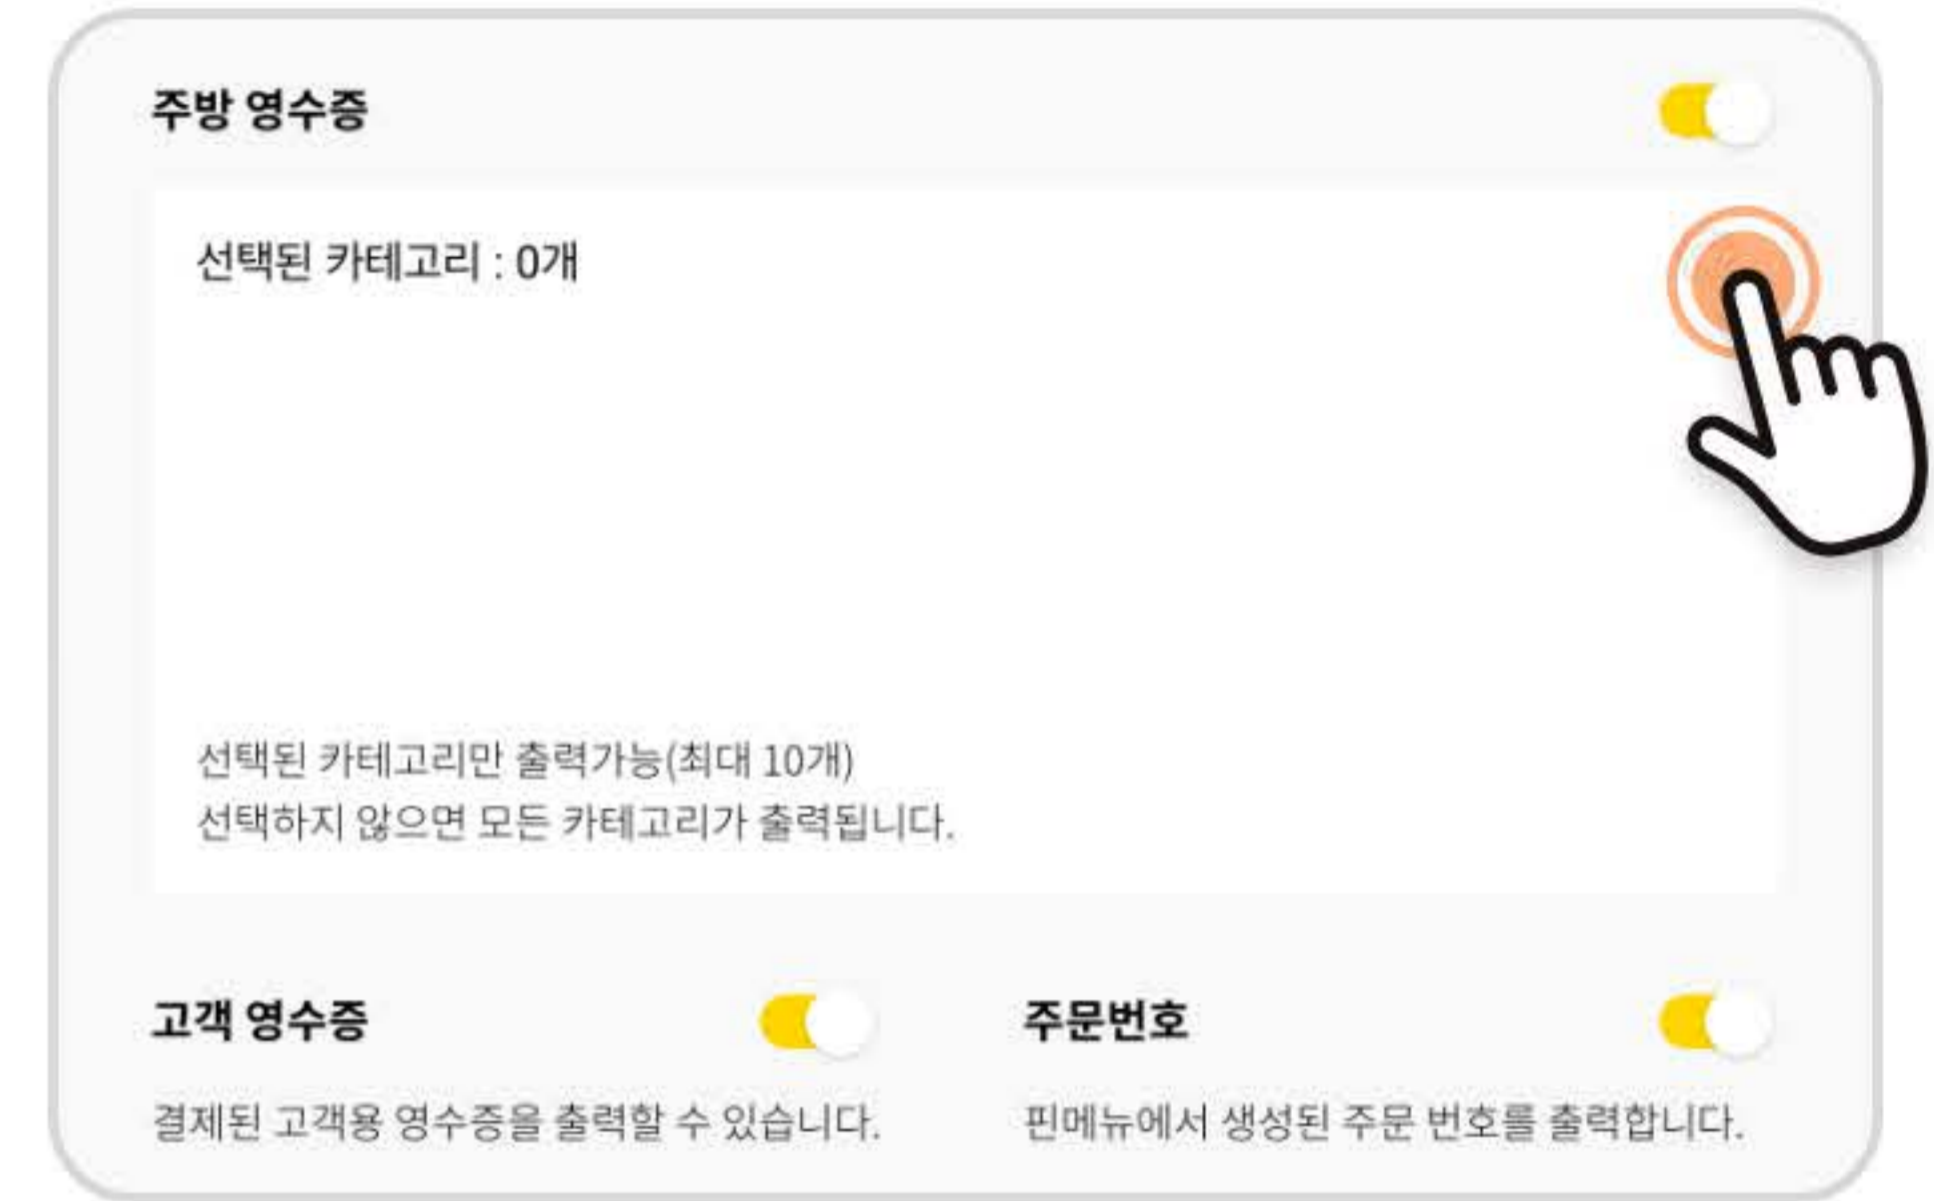 주방 영수증
선택된 카테고리 : 0개
선택된 카테고리만 출력가능(최대 10개)
선택하지 않으면 모든 카테고리가 출력됩니다.
고객 영수증
결제된 고객용 영수증을 출력할 수 있습니다.
주문번호
핀메뉴에서 생성된 주문 번호를 출력합니다.